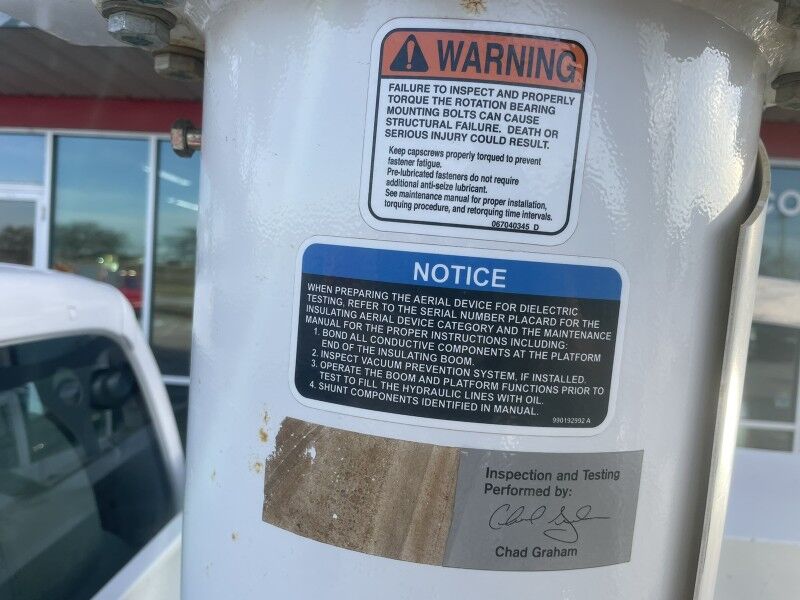 WARNING
FAILURE TO INSPECT AND PROPERLY
TORQUE THE ROTATION BEARING
MOUNTING BOLTS CAN CAUSE
STRUCTURAL FAILURE. DEATH OR
SERIOUS INJURY COULD RESULT.
Keep capscrews properly torqued to prevent
fastener fatigue.
Pre-lubricated fasteners do not require
additional anti-seize lubricant.
See maintenance manual for proper installation,
torquing procedure, and retorquing time intervals.
067040345 D
NOTICE
WHEN PREPARING THE AERIAL DEVICE FOR DIELECTRIC
TESTING, REFER TO THE SERIAL NUMBER PLACARD FOR THE
INSULATING AERIAL DEVICE CATEGORY AND THE MAINTENANCE
MANUAL FOR THE PROPER INSTRUCTIONS INCLUDING:
1. BOND ALL CONDUCTIVE COMPONENTS AT THE PLATFORM
END OF THE INSULATING BOOM.
2. INSPECT VACUUM PREVENTION SYSTEM, IF INSTALLED.
3. OPERATE THE BOOM AND PLATFORM FUNCTIONS PRIOR TO
TEST TO FILL THE HYDRAULIC LINES WITH OIL.
4. SHUNT COMPONENTS IDENTIFIED IN MANUAL.
990192992 A
Inspection and Testing
Performed by:
Chad Graham
CO